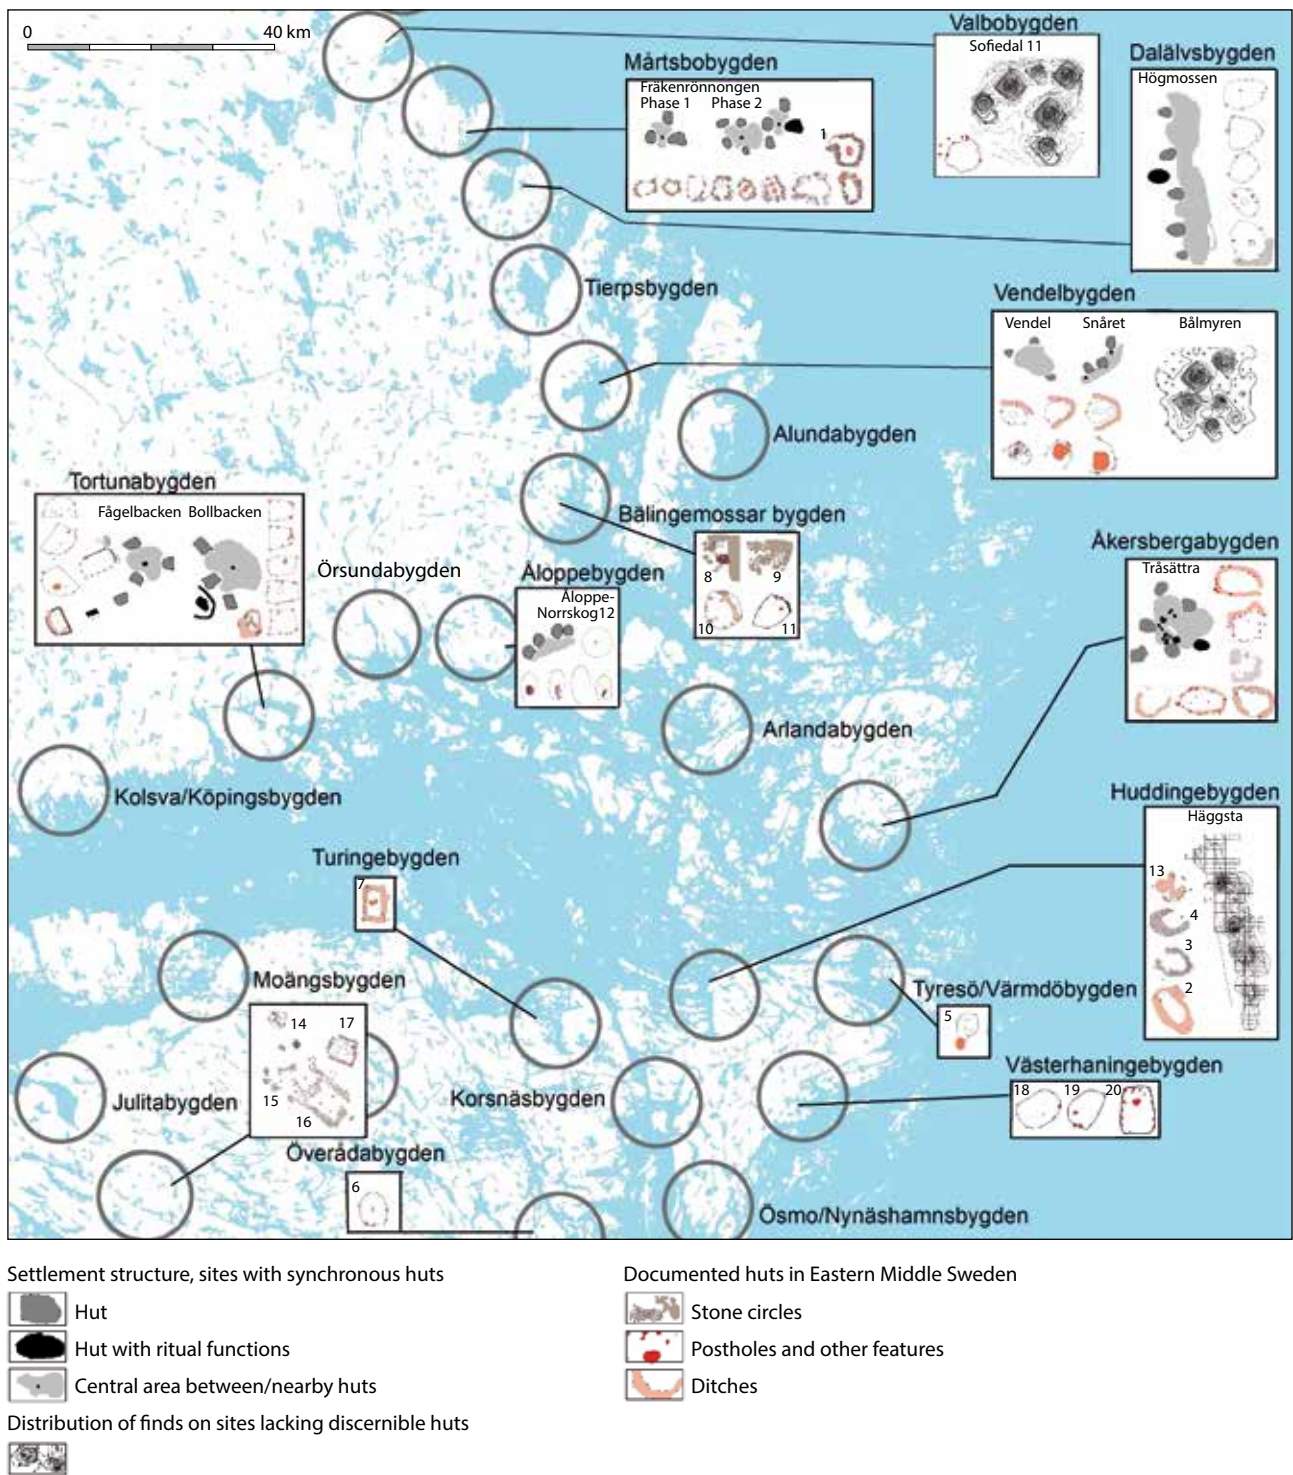 0 40 km
Valbobygden
Sofiedal 11
Dalälvsbygden
Högmossen
Mårtsbobygden
Fräkenrönnongen
Phase 1 Phase 2
1
Tierpsbygden
Vendelbygden
Vendel Snåret Bålmyren
Alundabygden
Tortunabygden
Fågelbacken Bollbacken
Bälingemossar bygden
8 9
10 11
Åkersbergabygden
Tråsättra
Örsundabygden
Åloppebygden
Åloppe-
Norrskog12
Arlandabygden
Kolsva/Köpingsbygden
Huddingebygden
Häggsta
13
4
3
2
Turingebygden
7
Moängsbygden
14 17
15
16
Tyresö/Värmdöbygden
5
Västerhaningebygden
18 19 20
Julitabygden
Korsnäsbygden
Överådabygden
6
Ösmo/Nynäshamnsbygden
Settlement structure, sites with synchronous huts
Hut
Hut with ritual functions
Central area between/nearby huts
Distribution of finds on sites lacking discernible huts
Documented huts in Eastern Middle Sweden
Stone circles
Postholes and other features
Ditches